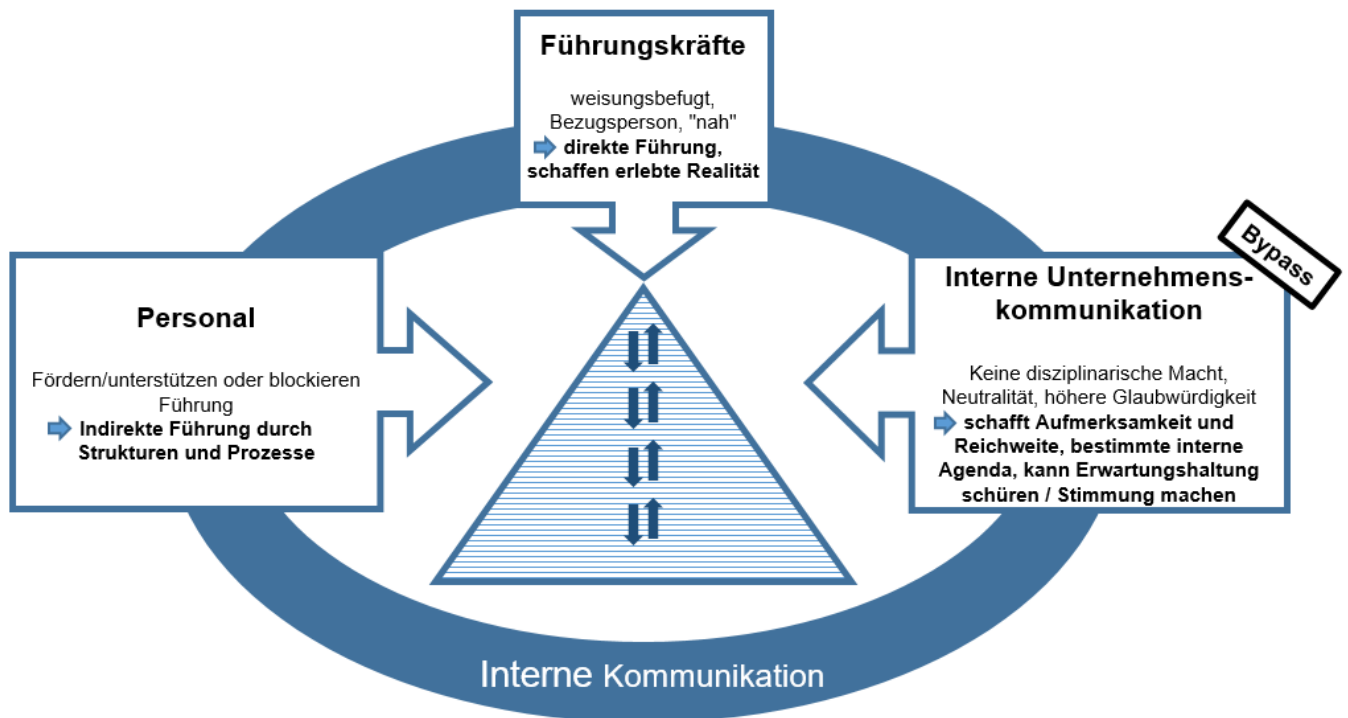 Führungskräfte
weisungsbefugt,
Bezugsperson, "nah"
direkte Führung,
schaffen erlebte Realität
Personal
Fördern/unterstützen oder blockieren
Führung
Indirekte Führung durch
Strukturen und Prozesse
Bypass
Interne Unternehmens-
kommunikation
Keine disziplinarische Macht,
Neutralität, höhere Glaubwürdigkeit
schafft Aufmerksamkeit und
Reichweite, bestimmte interne
Agenda, kann Erwartungshaltung
schüren / Stimmung machen
Interne Kommunikation